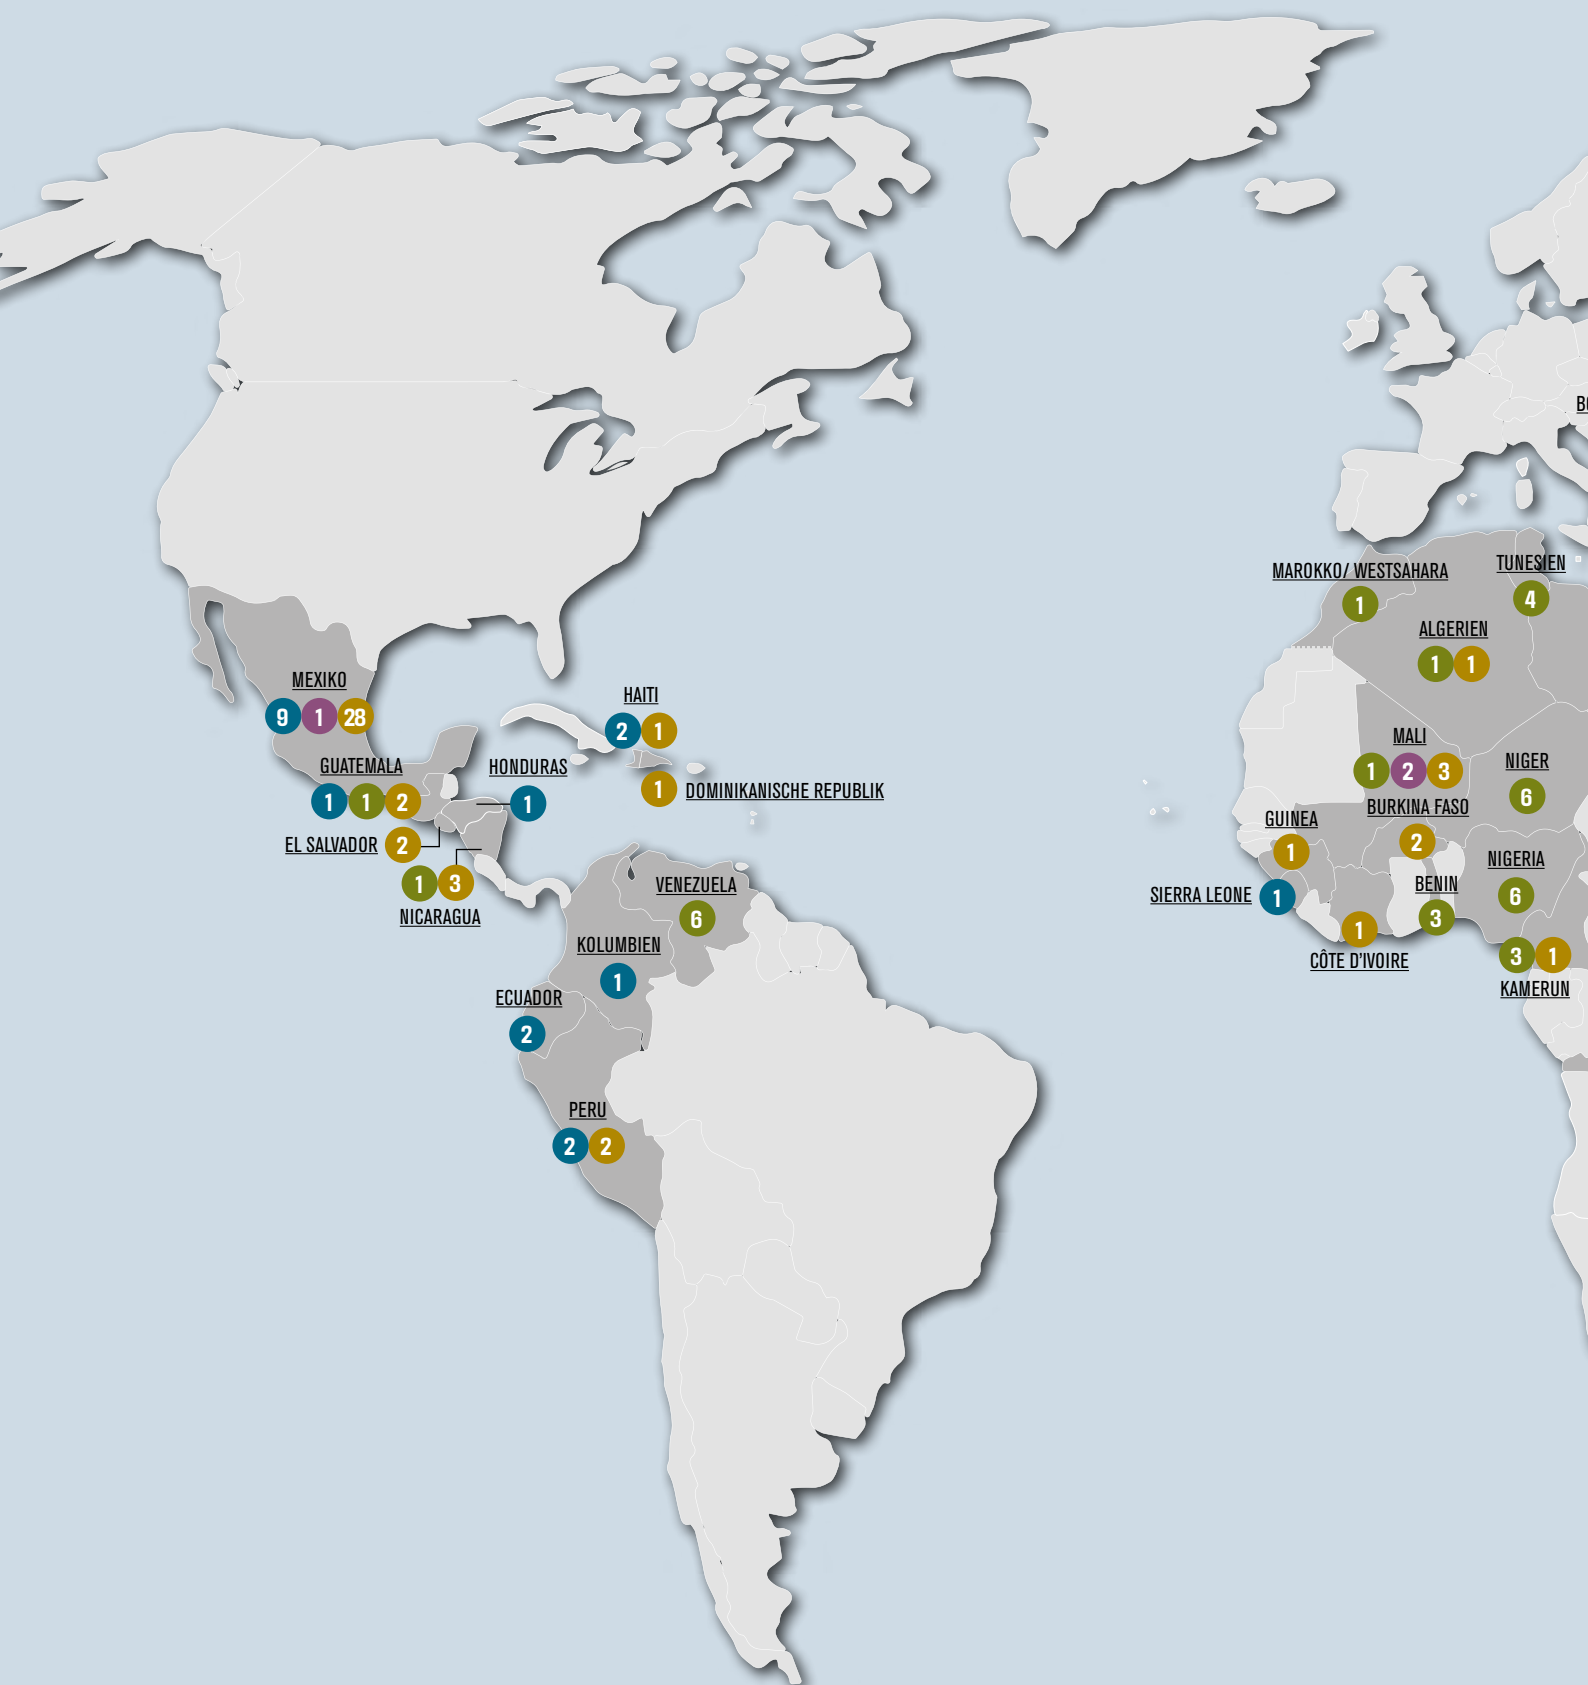 BO
MAROKKO/ WESTSAHARA
1
TUNESIEN
4
ALGERIEN
1 1
MEXIKO
9 1 28
HAITI
2 1
DOMINIKANISCHE REPUBLIK
1
GUATEMALA
1 1 2
HONDURAS
1
EL SALVADOR 2
1 3
NICARAGUA
MALI
1 2 3
NIGER
6
BURKINA FASO
2
GUINEA
1
NIGERIA
6
SIERRA LEONE 1
BENIN
3
1
CÔTE D'IVOIRE
3 1
KAMERUN
VENEZUELA
6
KOLUMBIEN
1
ECUADOR
2
PERU
2 2